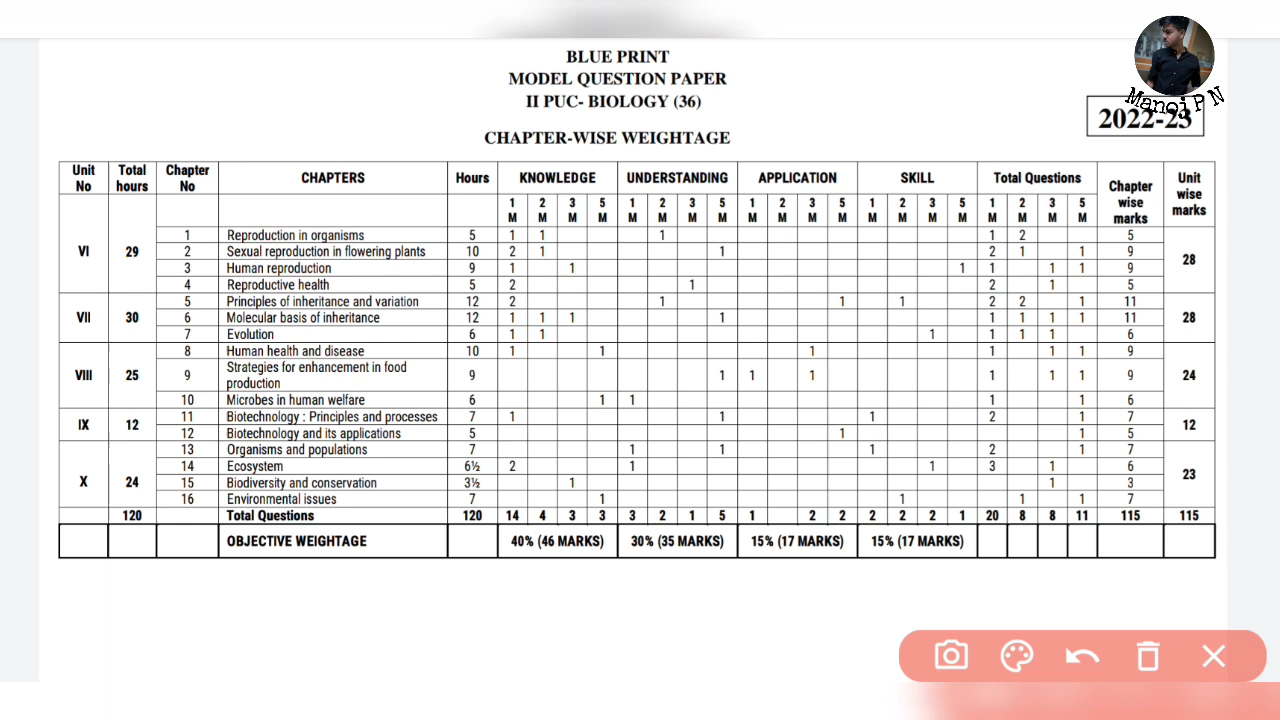 BLUE PRINT
MODEL QUESTION PAPER
II PUC- BIOLOGY (36)
Manoj P N
2022-23
CHAPTER-WISE WEIGHTAGE
Unit No Total hours Chapter No CHAPTERS Hours KNOWLEDGE UNDERSTANDING APPLICATION SKILL Total Questions Chapter wise marks Unit wise marks
1 M 2 M 3 M 5 M 1 M 2 M 3 M 5 M 1 M 2 M 3 M 5 M 1 M 2 M 3 M 5 M 1 M 2 M 3 M 5 M
VI 29 1 Reproduction in organisms 5 1 1 1 1 2 5 28
2 Sexual reproduction in flowering plants 10 2 1 1 2 1 1 9
3 Human reproduction 9 1 1 1 1 1 1 9
4 Reproductive health 5 2 1 2 1 5
VII 30 5 Principles of inheritance and variation 12 2 1 1 1 2 2 1 11 28
6 Molecular basis of inheritance 12 1 1 1 1 1 1 1 1 11
7 Evolution 6 1 1 1 1 1 1 6
VIII 25 8 Human health and disease 10 1 1 1 1 1 1 9 24
9 Strategies for enhancement in food production 9 1 1 1 1 1 1 9
10 Microbes in human welfare 6 1 1 1 1 6
IX 12 11 Biotechnology : Principles and processes 7 1 1 1 2 1 7 12
12 Biotechnology and its applications 5 1 1 5
X 24 13 Organisms and populations 7 1 1 1 2 1 7 23
14 Ecosystem 6½ 2 1 1 3 1 6
15 Biodiversity and conservation 3½ 1 1 3
16 Environmental issues 7 1 1 1 1 7
120 Total Questions 120 14 4 3 3 3 2 1 5 1 2 2 2 2 2 1 20 8 8 11 115 115
OBJECTIVE WEIGHTAGE 40% (46 MARKS) 30% (35 MARKS) 15% (17 MARKS) 15% (17 MARKS)